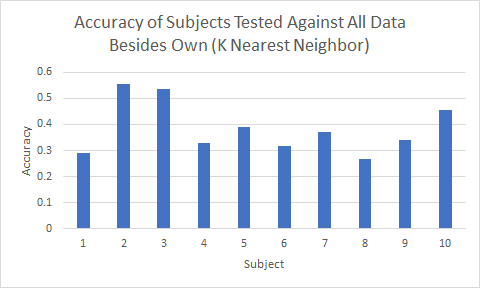 Accuracy of Subjects Tested Against All Data
Besides Own (K Nearest Neighbor)
0.6
0.5
0.4
0.3
0.2
0.1
0
Accuracy
1 2 3 4 5 6 7 8 9 10
Subject